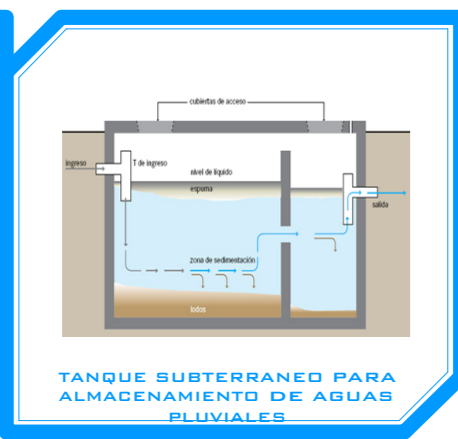 cubiertas de acceso
ingreso
T de ingreso
nivel de líquido
espuma
salida
zona de sedimentación
lodos
TANQUE SUBTERRANEO PARA
ALMACENAMIENTO DE AGUAS
PLUVIALES